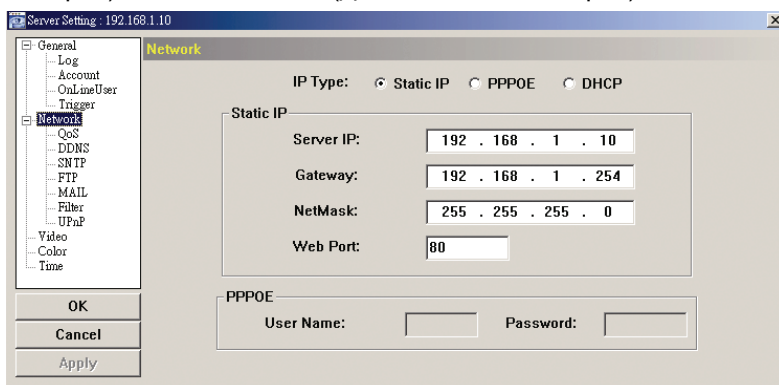 Server Setting : 192.168.1.10
General
Log
Account
OnLineUser
Trigger
Network
QoS
DDNS
SNTP
FTP
MAIL
Filter
UPnP
Video
Color
Time
OK
Cancel
Apply
Network
IP Type: Static IP PPPOE DHCP
Static IP
Server IP: 192 . 168 . 1 . 10
Gateway: 192 . 168 . 1 . 254
NetMask: 255 . 255 . 255 . 0
Web Port: 80
PPPOE
User Name: Password: